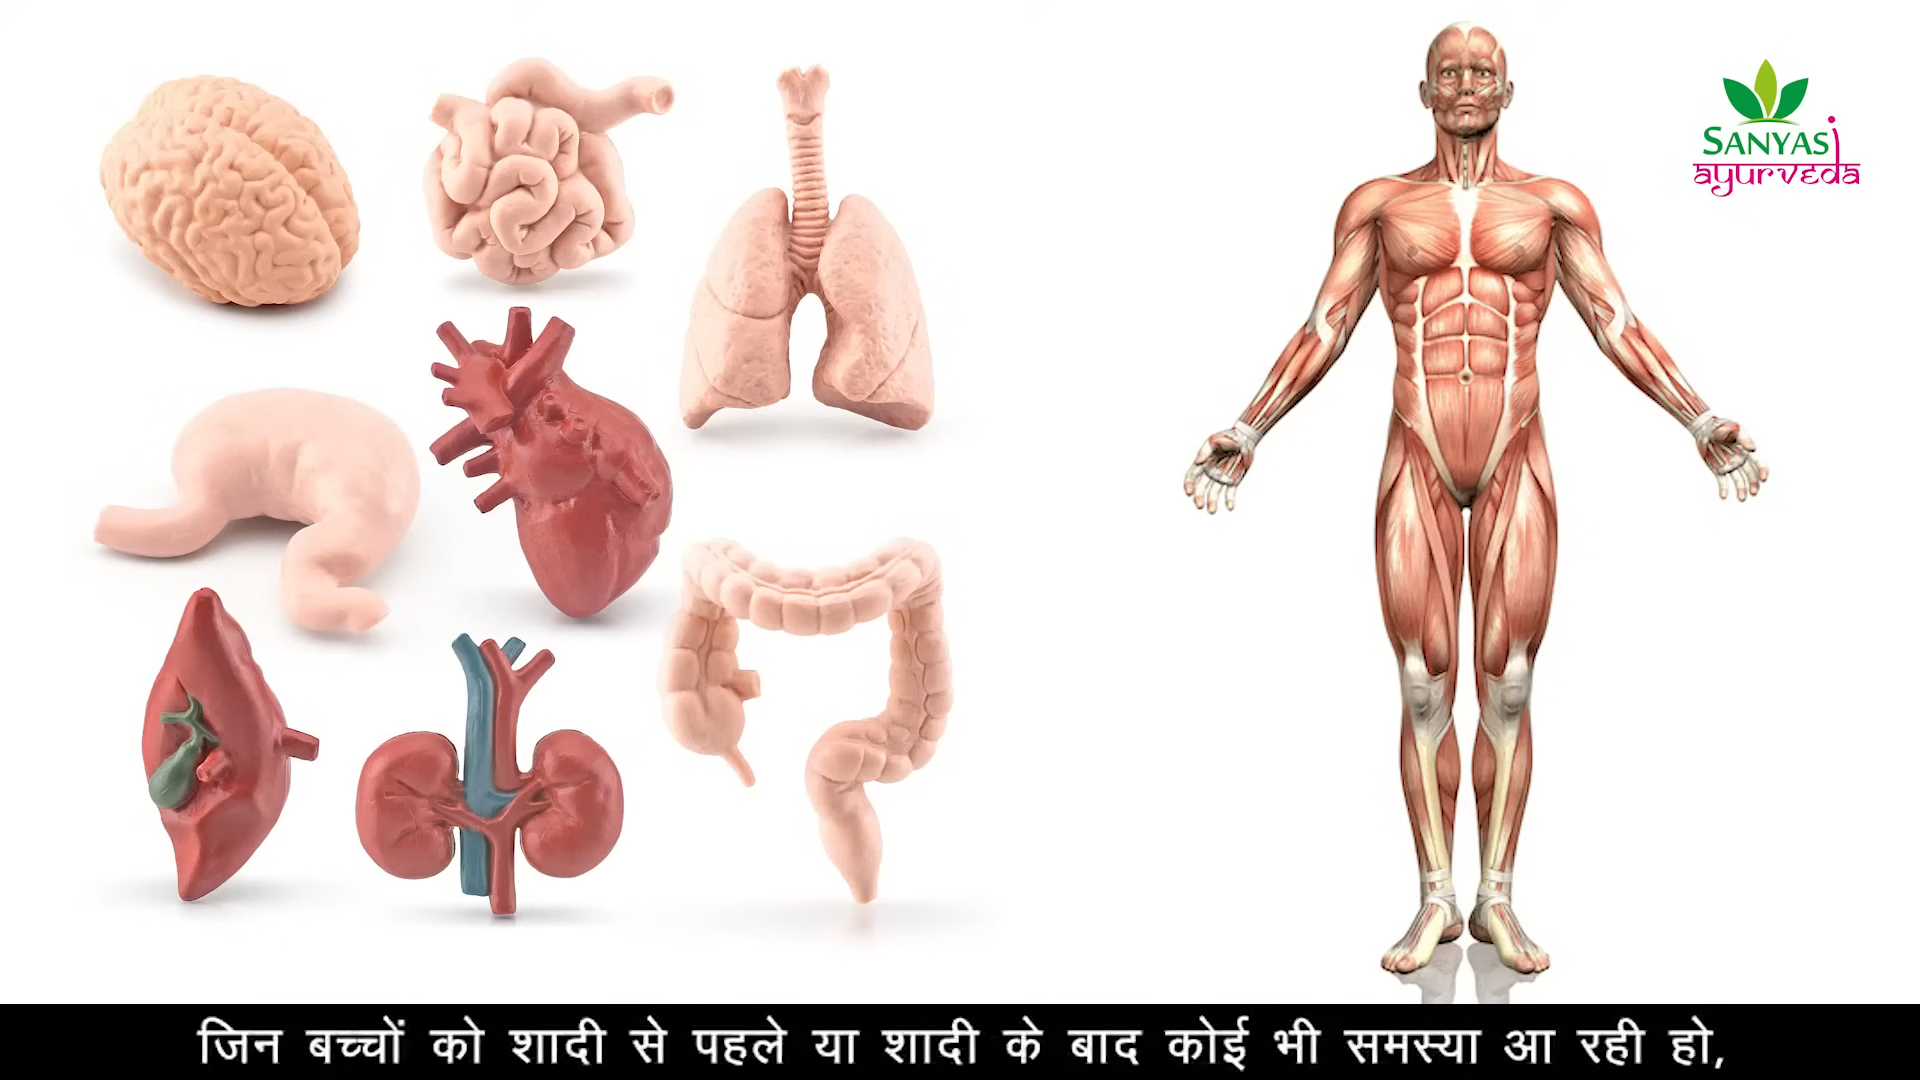 SANYASI
ayurveda
जिन बच्चों को शादी से पहले या शादी के बाद कोई भी समस्या आ रही हो,